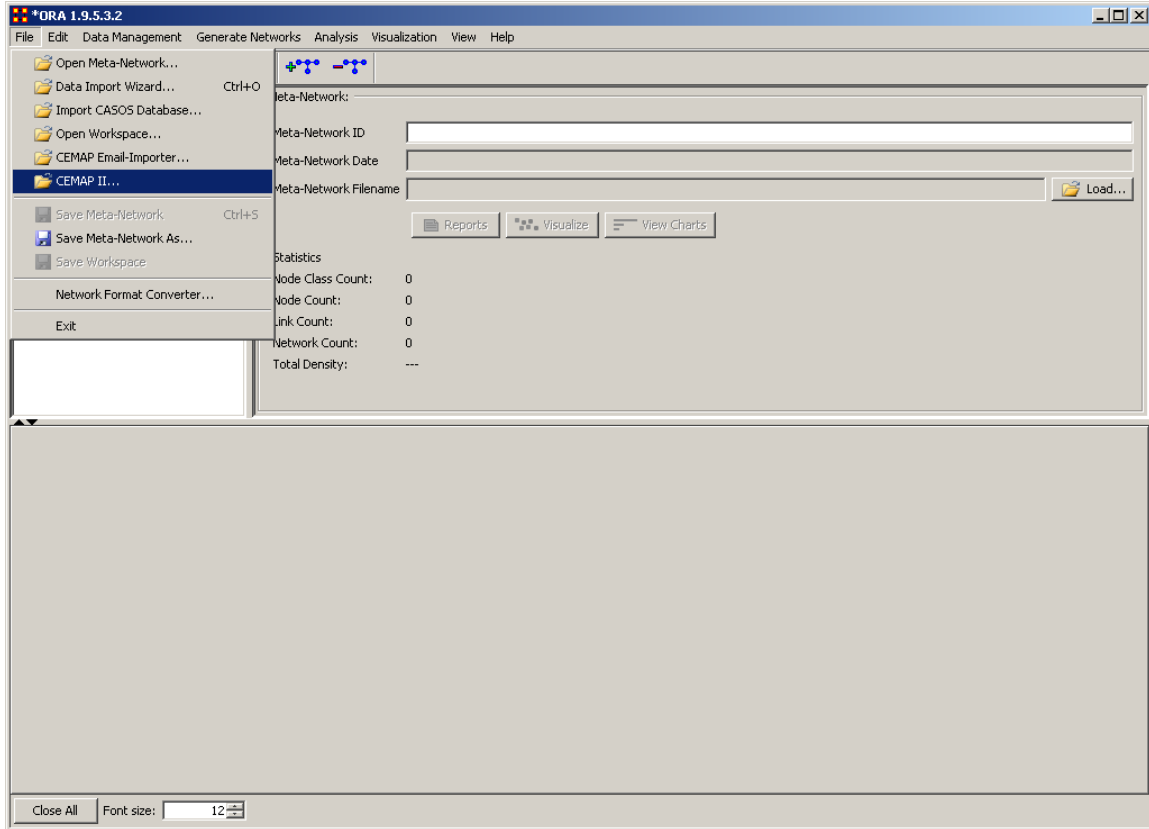 *ORA 1.9.5.3.2
File Edit Data Management Generate Networks Analysis Visualization View Help
Open Meta-Network...
Data Import Wizard... Ctrl+O
Import CASOS Database...
Open Workspace...
CEMAP Email-Importer...
CEMAP II...
Save Meta-Network Ctrl+S
Save Meta-Network As...
Save Workspace
Network Format Converter...
Exit
Meta-Network:
Meta-Network ID
Meta-Network Date
Meta-Network Filename Load...
Reports Visualize View Charts
Statistics
Node Class Count: 0
Node Count: 0
Link Count: 0
Network Count: 0
Total Density: ---
Close All Font size: 12